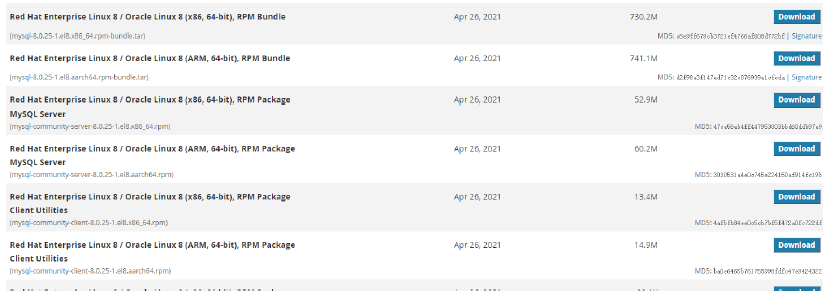 Red Hat Enterprise Linux 8 / Oracle Linux 8 (x86, 64-bit), RPM Bundle Apr 26, 2021 730.2M Download
(mysql-8.0.25-1.el8.x86_64.rpm-bundle.tar) MD5: | Signature
Red Hat Enterprise Linux 8 / Oracle Linux 8 (ARM, 64-bit), RPM Bundle Apr 26, 2021 741.1M Download
(mysql-8.0.25-1.el8.aarch64.rpm-bundle.tar) MD5: | Signature
Red Hat Enterprise Linux 8 / Oracle Linux 8 (x86, 64-bit), RPM Package Apr 26, 2021 52.9M Download
MySQL Server
(mysql-community-server-8.0.25-1.el8.x86_64.rpm) MD5:
Red Hat Enterprise Linux 8 / Oracle Linux 8 (ARM, 64-bit), RPM Package Apr 26, 2021 60.2M Download
MySQL Server
(mysql-community-server-8.0.25-1.el8.aarch64.rpm) MD5:
Red Hat Enterprise Linux 8 / Oracle Linux 8 (x86, 64-bit), RPM Package Apr 26, 2021 13.4M Download
Client Utilities
(mysql-community-client-8.0.25-1.el8.x86_64.rpm) MD5:
Red Hat Enterprise Linux 8 / Oracle Linux 8 (ARM, 64-bit), RPM Package Apr 26, 2021 14.9M Download
Client Utilities
(mysql-community-client-8.0.25-1.el8.aarch64.rpm) MD5: